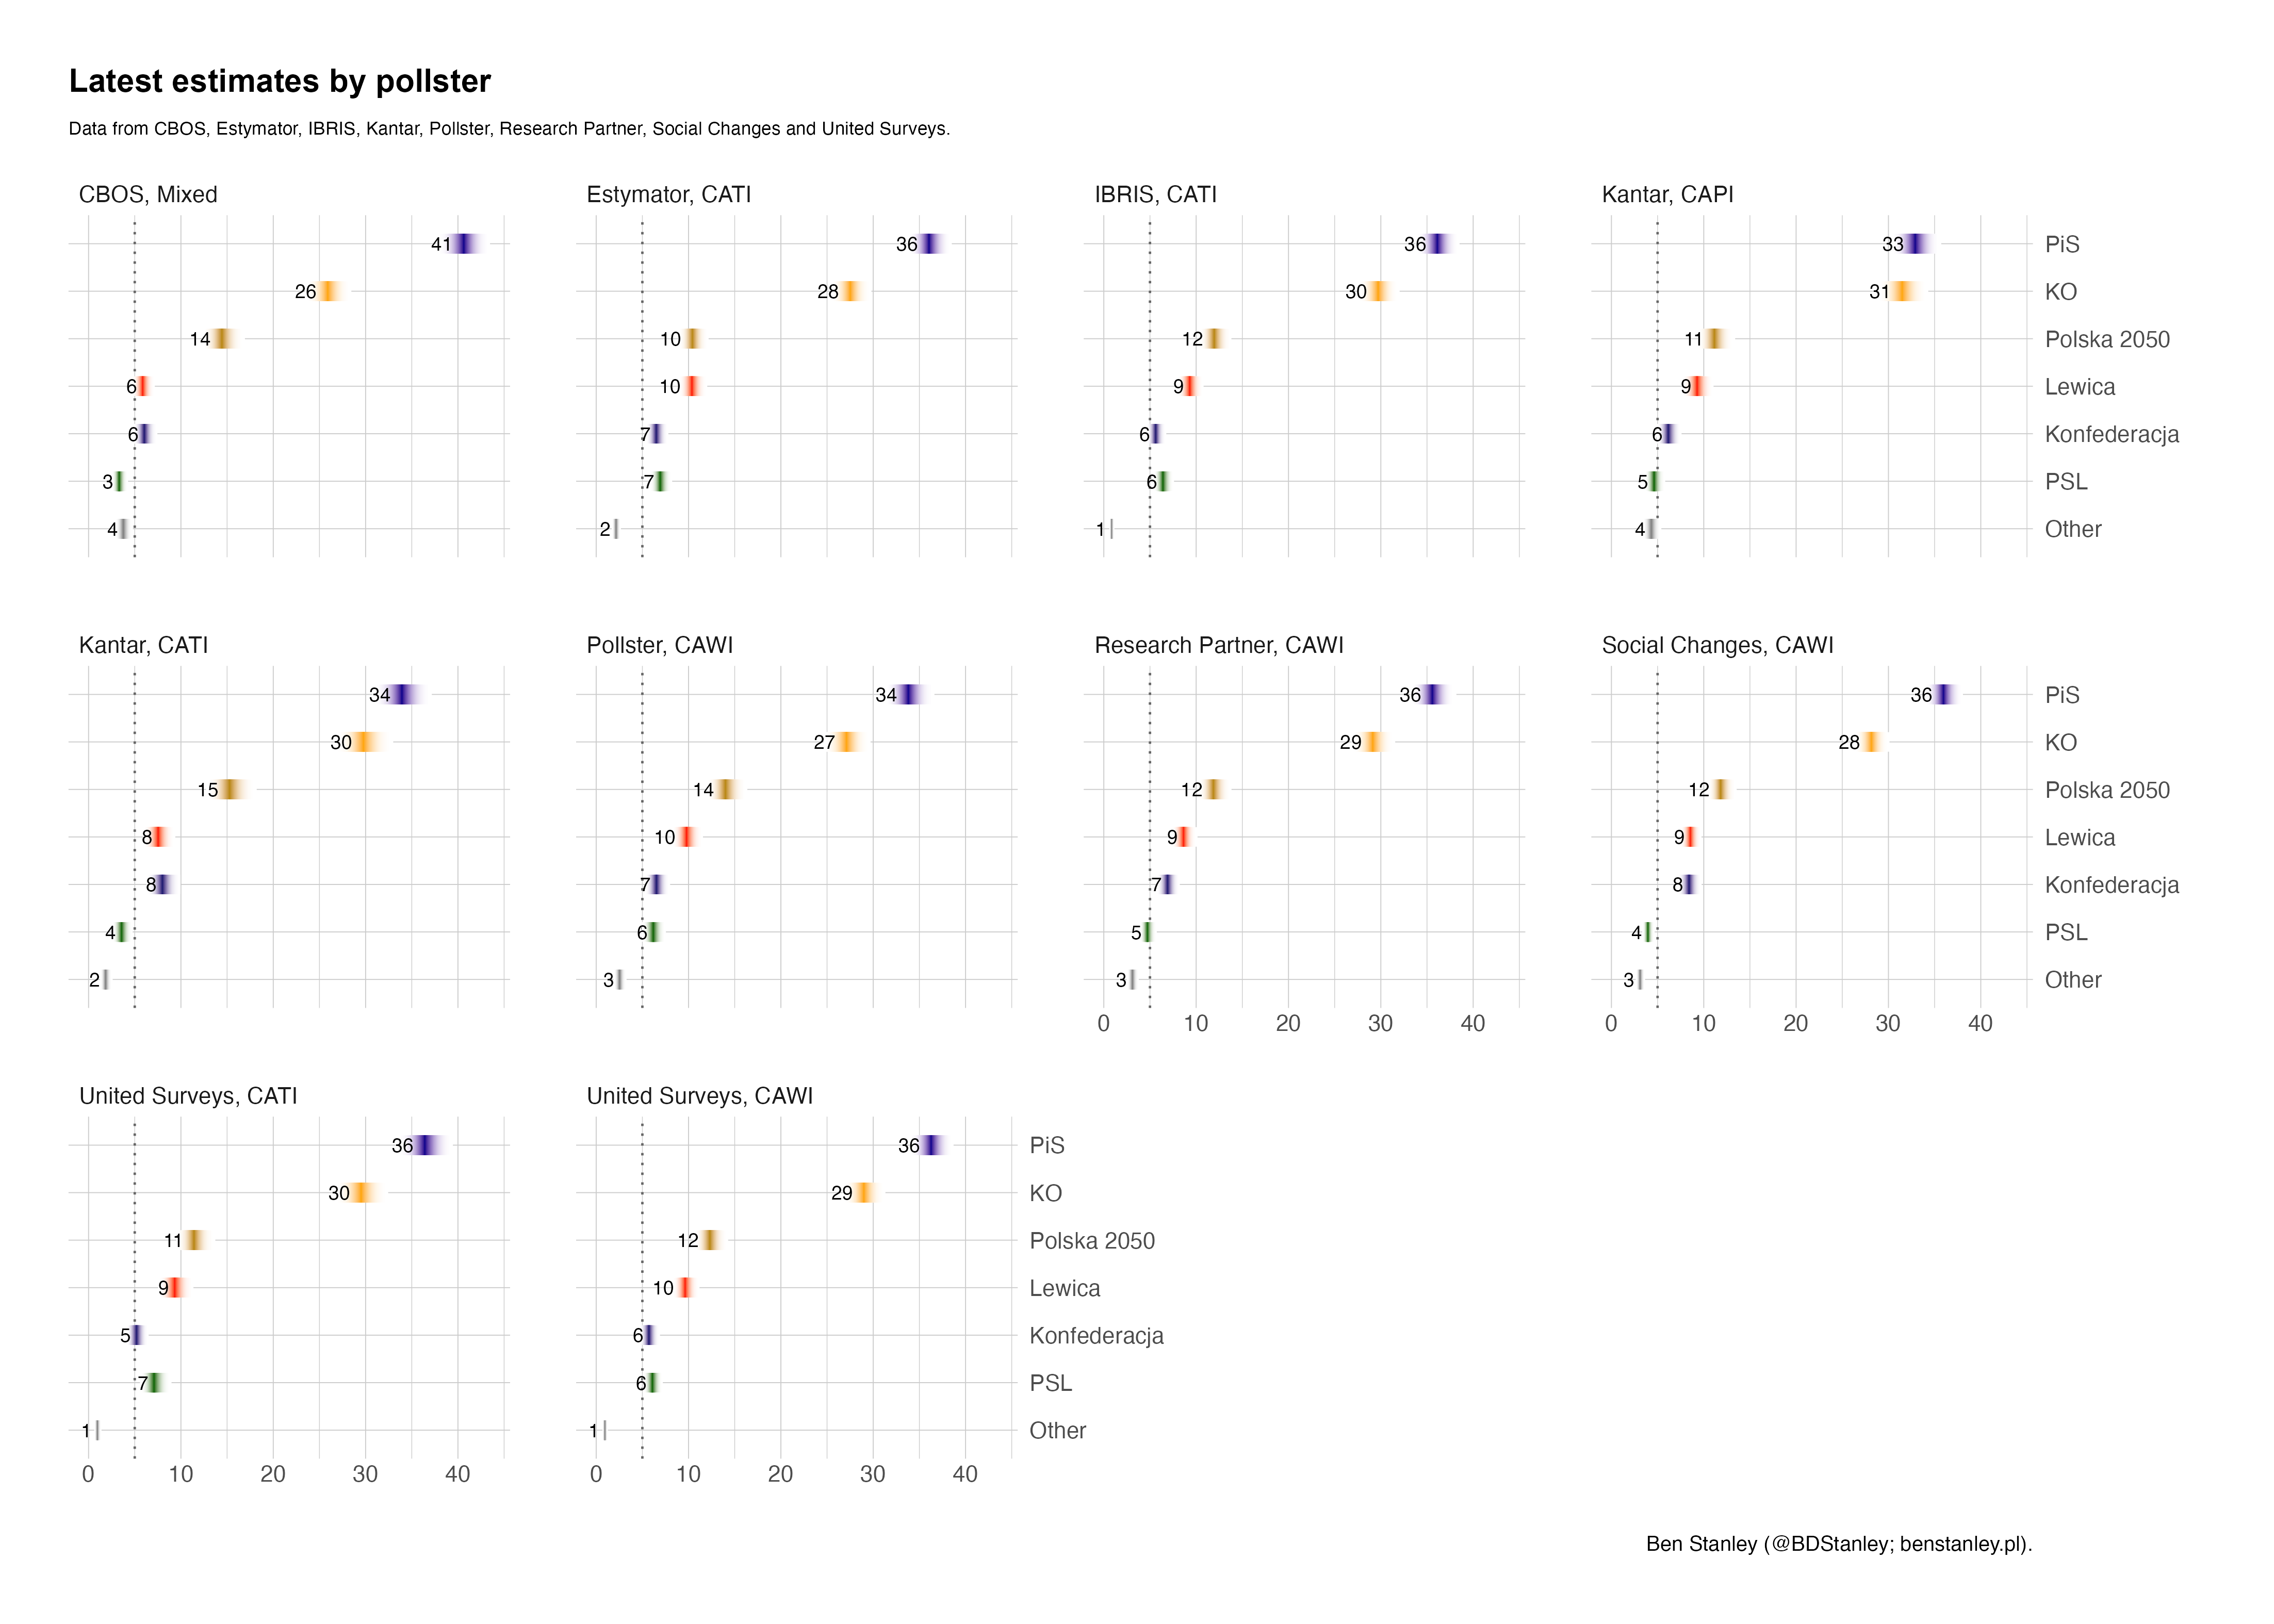 Latest estimates by pollster
Data from CBOS, Estymator, IBRIS, Kantar, Pollster, Research Partner, Social Changes and United Surveys.
CBOS, Mixed
Estymator, CATI
IBRIS, CATI
Kantar, CAPI
41 36 36 33 PiS
26 28 30 31 KO
14 10 12 11 Polska 2050
6 10 9 9 Lewica
6 7 6 6 Konfederacja
3 7 6 5 PSL
4 2 1 4 Other
Kantar, CATI
Pollster, CAWI
Research Partner, CAWI
Social Changes, CAWI
34 34 36 36 PiS
30 27 29 28 KO
15 14 12 12 Polska 2050
8 10 9 9 Lewica
8 7 7 8 Konfederacja
4 6 5 4 PSL
2 3 3 3 Other
0 10 20 30 40 0 10 20 30 40
United Surveys, CATI
United Surveys, CAWI
36 36 PiS
30 29 KO
11 12 Polska 2050
9 10 Lewica
5 6 Konfederacja
7 6 PSL
1 1 Other
0 10 20 30 40 0 10 20 30 40
Ben Stanley (@BDStanley; benstanley.pl).